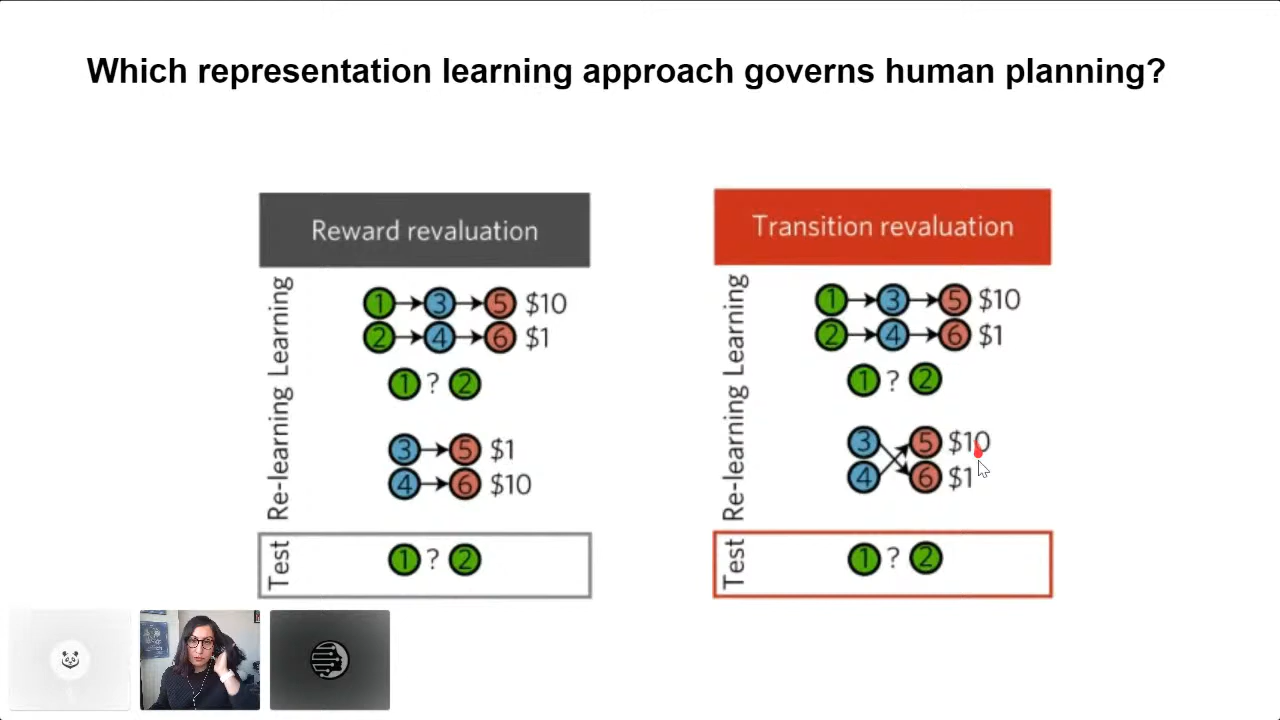 Which representation learning approach governs human planning?
Reward revaluation
Learning
1 3 5 $10
2 4 6 $1
1 ? 2
Re-learning
3 5 $1
4 6 $10
Test
1 ? 2
Transition revaluation
Learning
1 3 5 $10
2 4 6 $1
1 ? 2
Re-learning
3 5 $10
4 6 $1
Test
1 ? 2